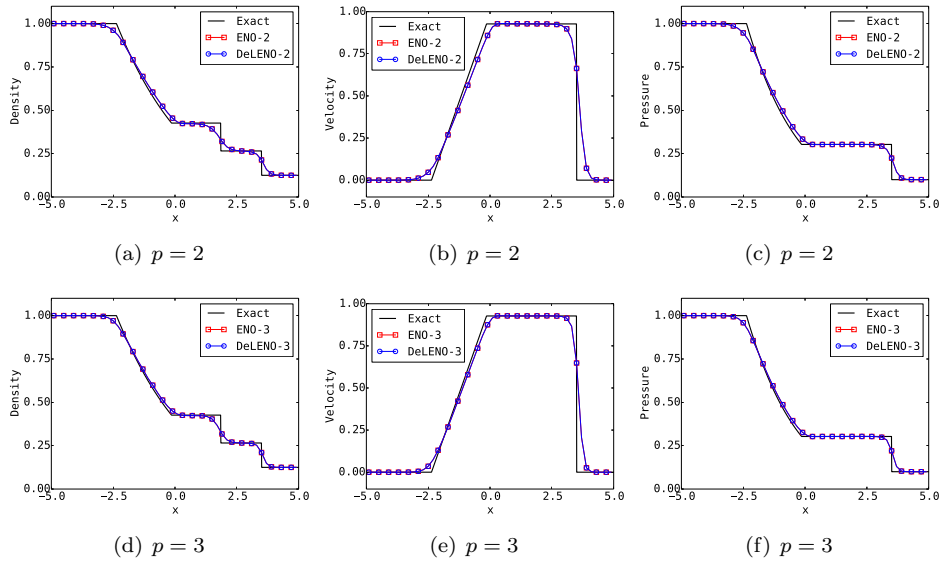 1.00
0.75
0.50
0.25
0.00
Density
−5.0
−2.5
0.0
2.5
5.0
x
Exact
ENO-2
DeLENO-2
(a) p = 2
1.00
0.75
0.50
0.25
0.00
Velocity
−5.0
−2.5
0.0
2.5
5.0
x
Exact
ENO-2
DeLENO-2
(b) p = 2
1.00
0.75
0.50
0.25
0.00
Pressure
−5.0
−2.5
0.0
2.5
5.0
x
Exact
ENO-2
DeLENO-2
(c) p = 2
1.00
0.75
0.50
0.25
0.00
Density
−5.0
−2.5
0.0
2.5
5.0
x
Exact
ENO-3
DeLENO-3
(d) p = 3
1.00
0.75
0.50
0.25
0.00
Velocity
−5.0
−2.5
0.0
2.5
5.0
x
Exact
ENO-3
DeLENO-3
(e) p = 3
1.00
0.75
0.50
0.25
0.00
Pressure
−5.0
−2.5
0.0
2.5
5.0
x
Exact
ENO-3
DeLENO-3
(f) p = 3